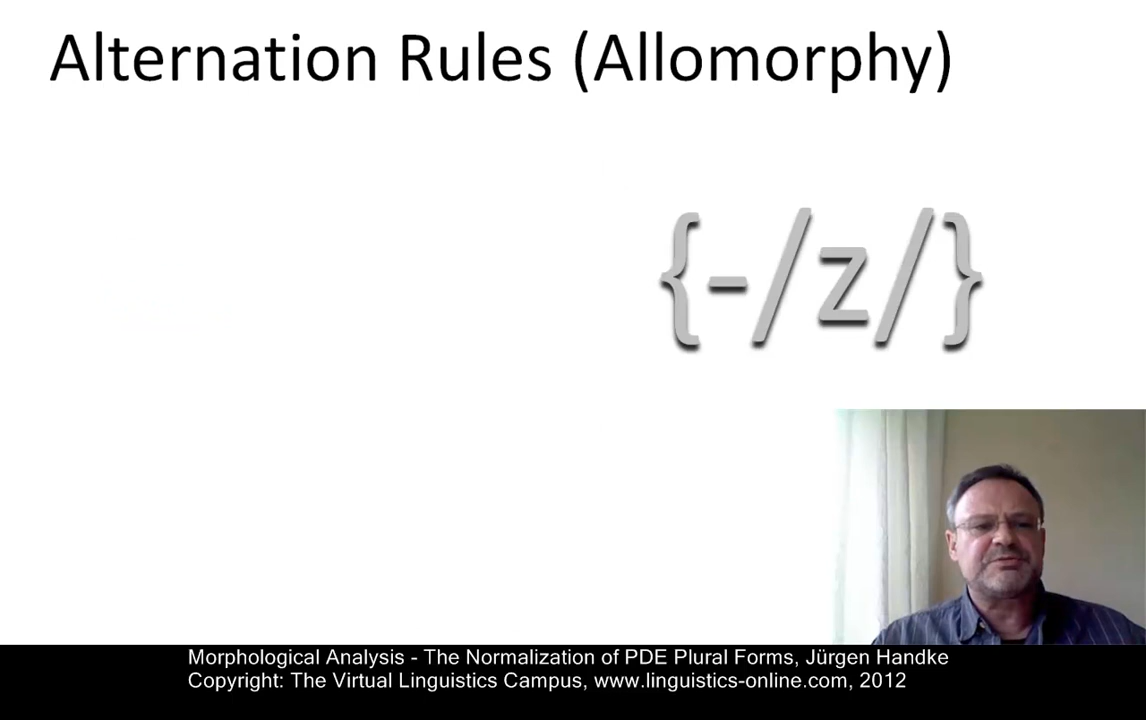 Alternation Rules (Allomorphy)
{-/z/}
Morphological Analysis - The Normalization of PDE Plural Forms, Jürgen Handke
Copyright: The Virtual Linguistics Campus, www.linguistics-online.com, 2012